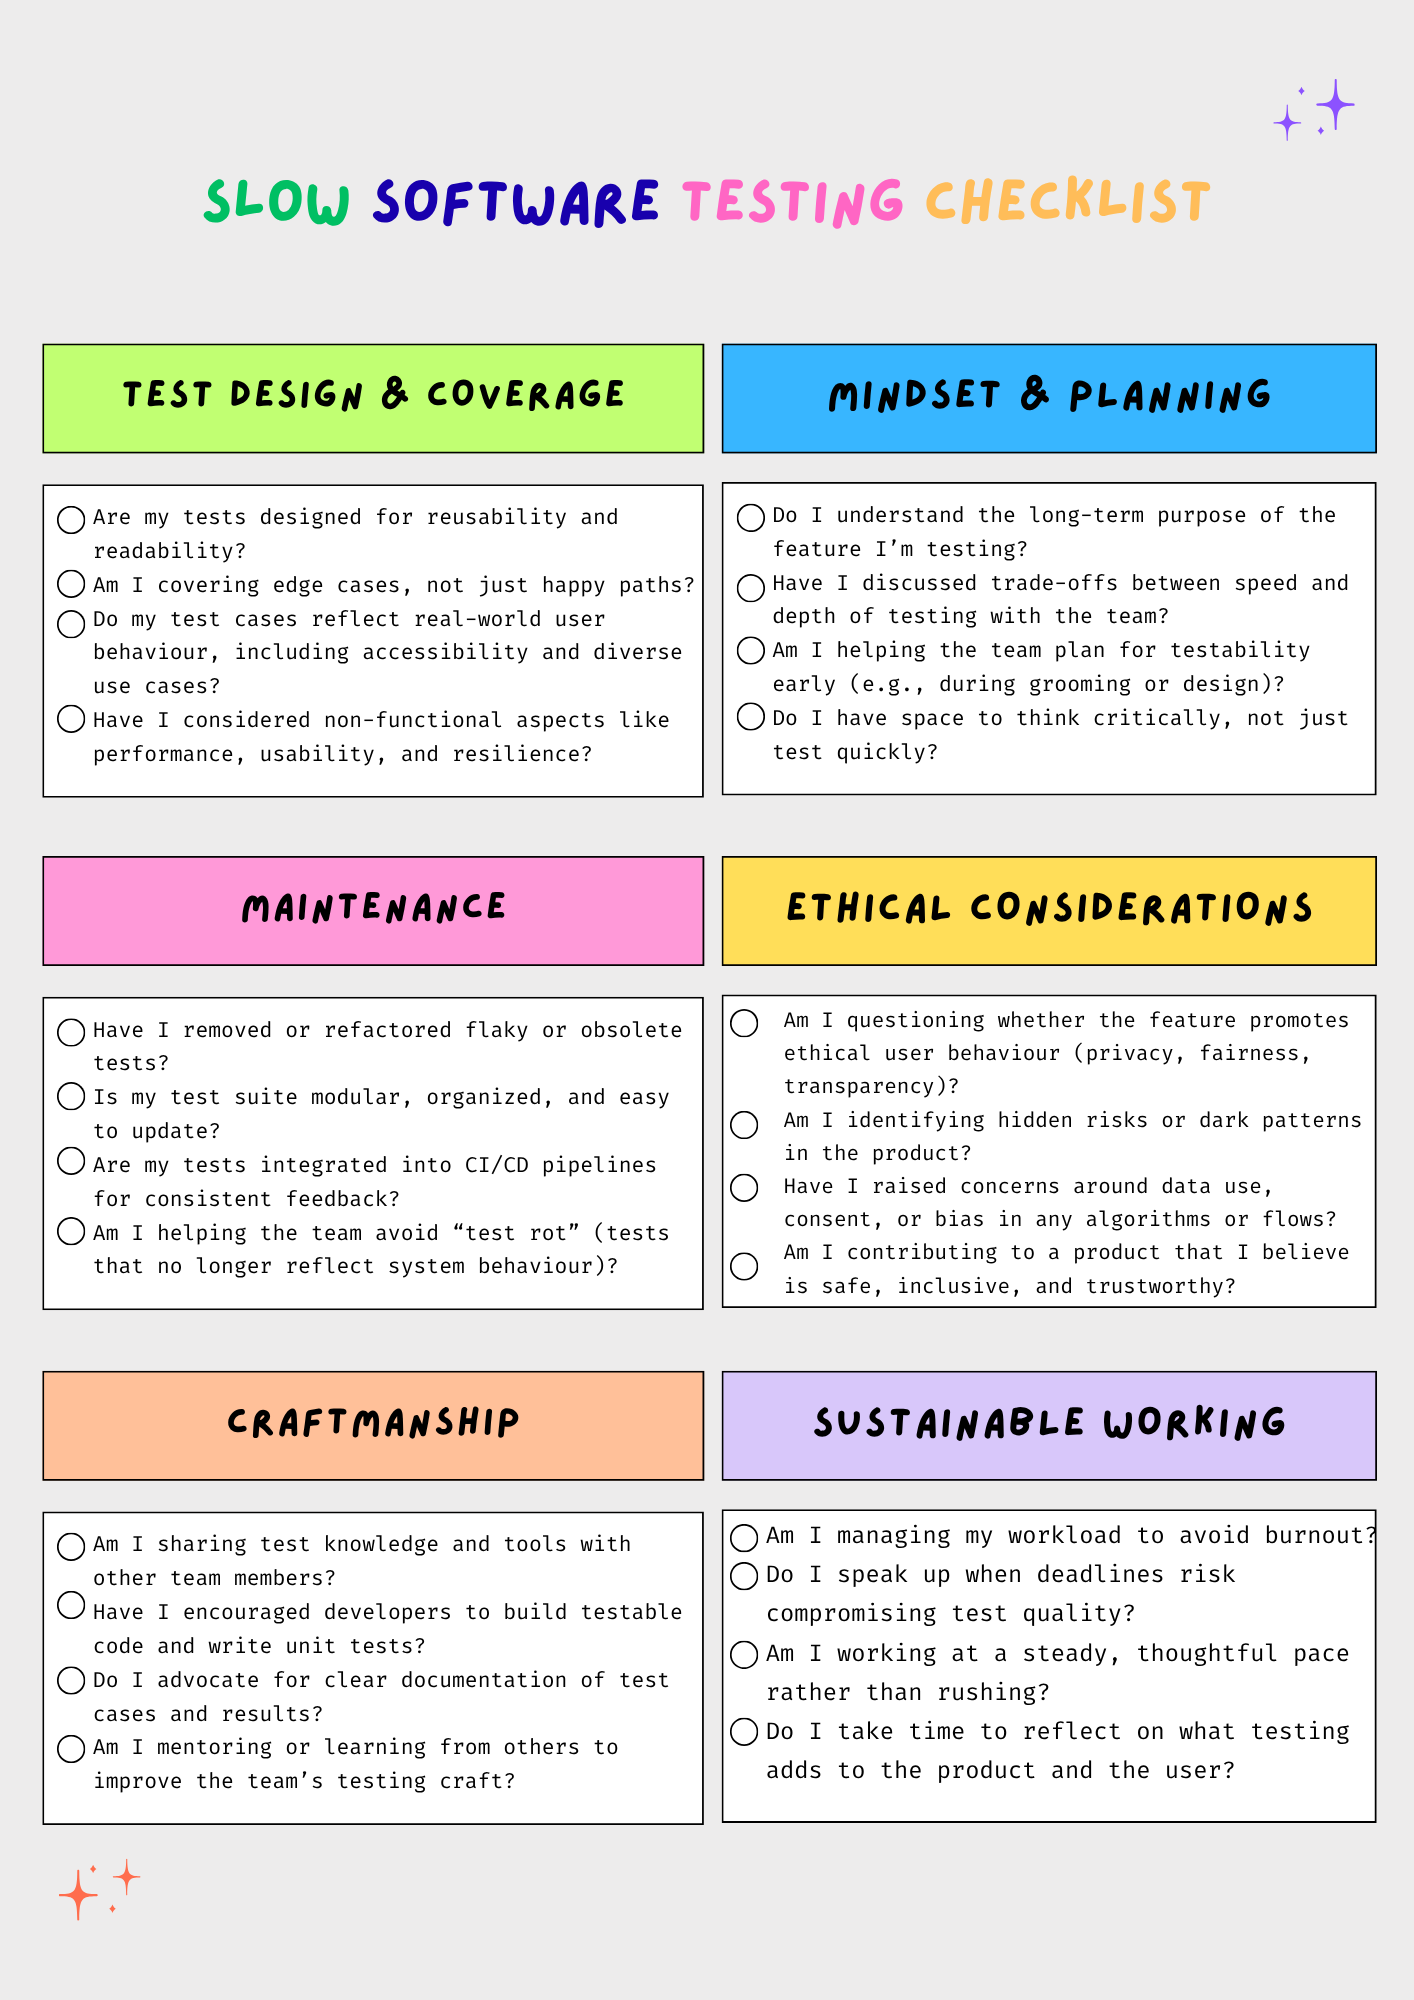 SLOW SOFTWARE TESTING CHECKLIST
TEST DESIGN & COVERAGE
Are my tests designed for reusability and
readability?
Am I covering edge cases, not just happy paths?
Do my test cases reflect real-world user
behaviour, including accessibility and diverse
use cases?
Have I considered non-functional aspects like
performance, usability, and resilience?
MINDSET & PLANNING
Do I understand the long-term purpose of the
feature I’m testing?
Have I discussed trade-offs between speed and
depth of testing with the team?
Am I helping the team plan for testability
early (e.g., during grooming or design)?
Do I have space to think critically, not just
test quickly?
MAINTENANCE
Have I removed or refactored flaky or obsolete
tests?
Is my test suite modular, organized, and easy
to update?
Are my tests integrated into CI/CD pipelines
for consistent feedback?
Am I helping the team avoid “test rot” (tests
that no longer reflect system behaviour)?
ETHICAL CONSIDERATIONS
Am I questioning whether the feature promotes
ethical user behaviour (privacy, fairness,
transparency)?
Am I identifying hidden risks or dark patterns
in the product?
Have I raised concerns around data use,
consent, or bias in any algorithms or flows?
Am I contributing to a product that I believe
is safe, inclusive, and trustworthy?
CRAFTMANSHIP
Am I sharing test knowledge and tools with
other team members?
Have I encouraged developers to build testable
code and write unit tests?
Do I advocate for clear documentation of test
cases and results?
Am I mentoring or learning from others to
improve the team’s testing craft?
SUSTAINABLE WORKING
Am I managing my workload to avoid burnout?
Do I speak up when deadlines risk
compromising test quality?
Am I working at a steady, thoughtful pace
rather than rushing?
Do I take time to reflect on what testing
adds to the product and the user?